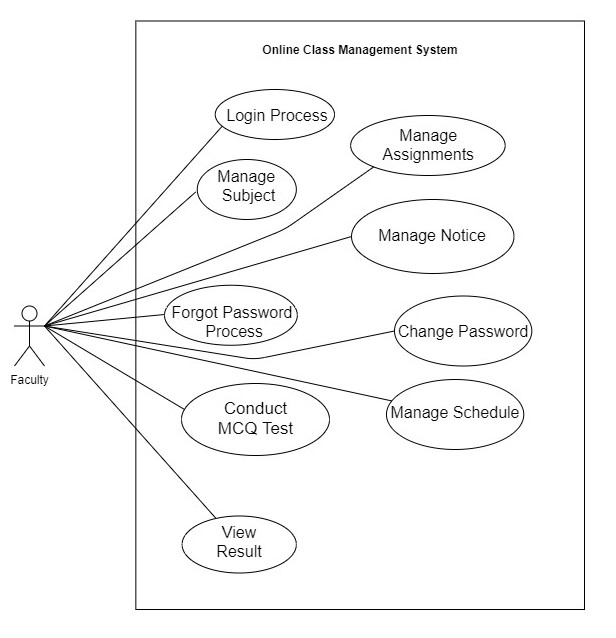 Online Class Management System
Login Process
Manage
Assignments
Manage
Subject
Manage Notice
Forgot Password
Process
Change Password
Faculty
Conduct
MCQ Test
Manage Schedule
View
Result